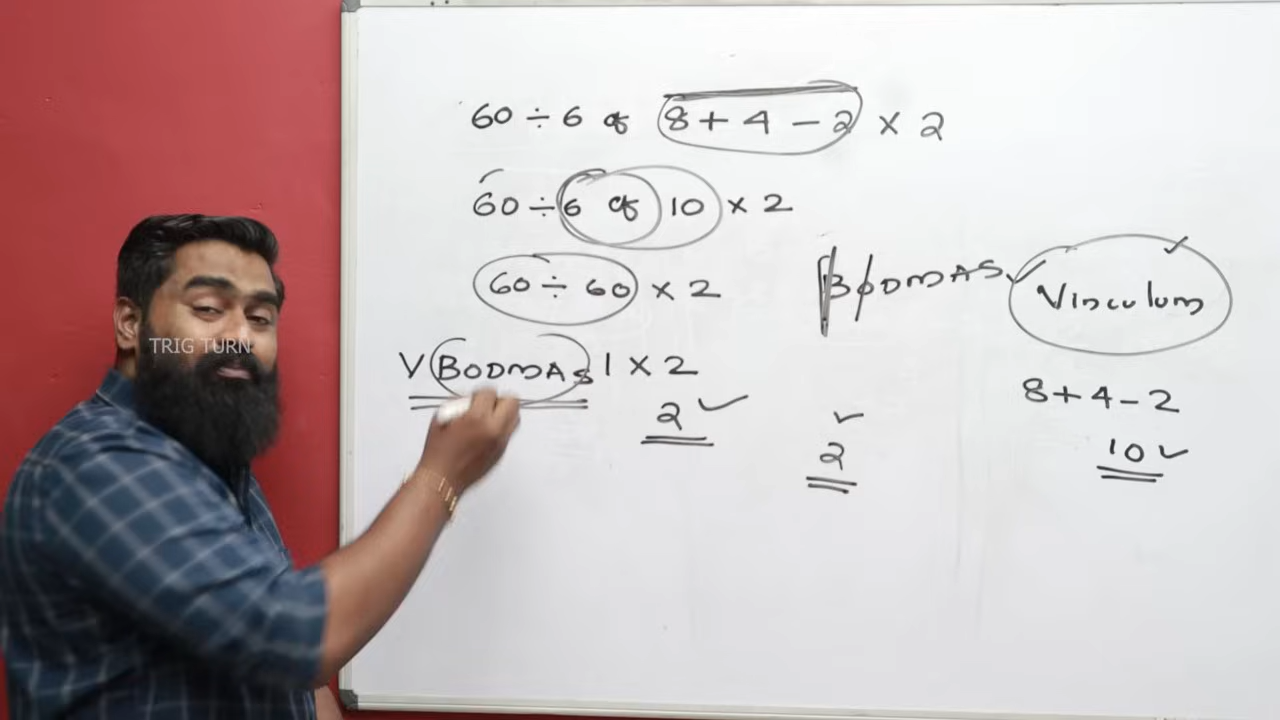 60 ÷ 6 of 8 + 4 - 2 × 2
60 ÷ 6 of 10 × 2
60 ÷ 60 × 2
BODMAS
Vinculum
TRIG TURN
V BODMAS 1 × 2
2
2
8 + 4 - 2
10